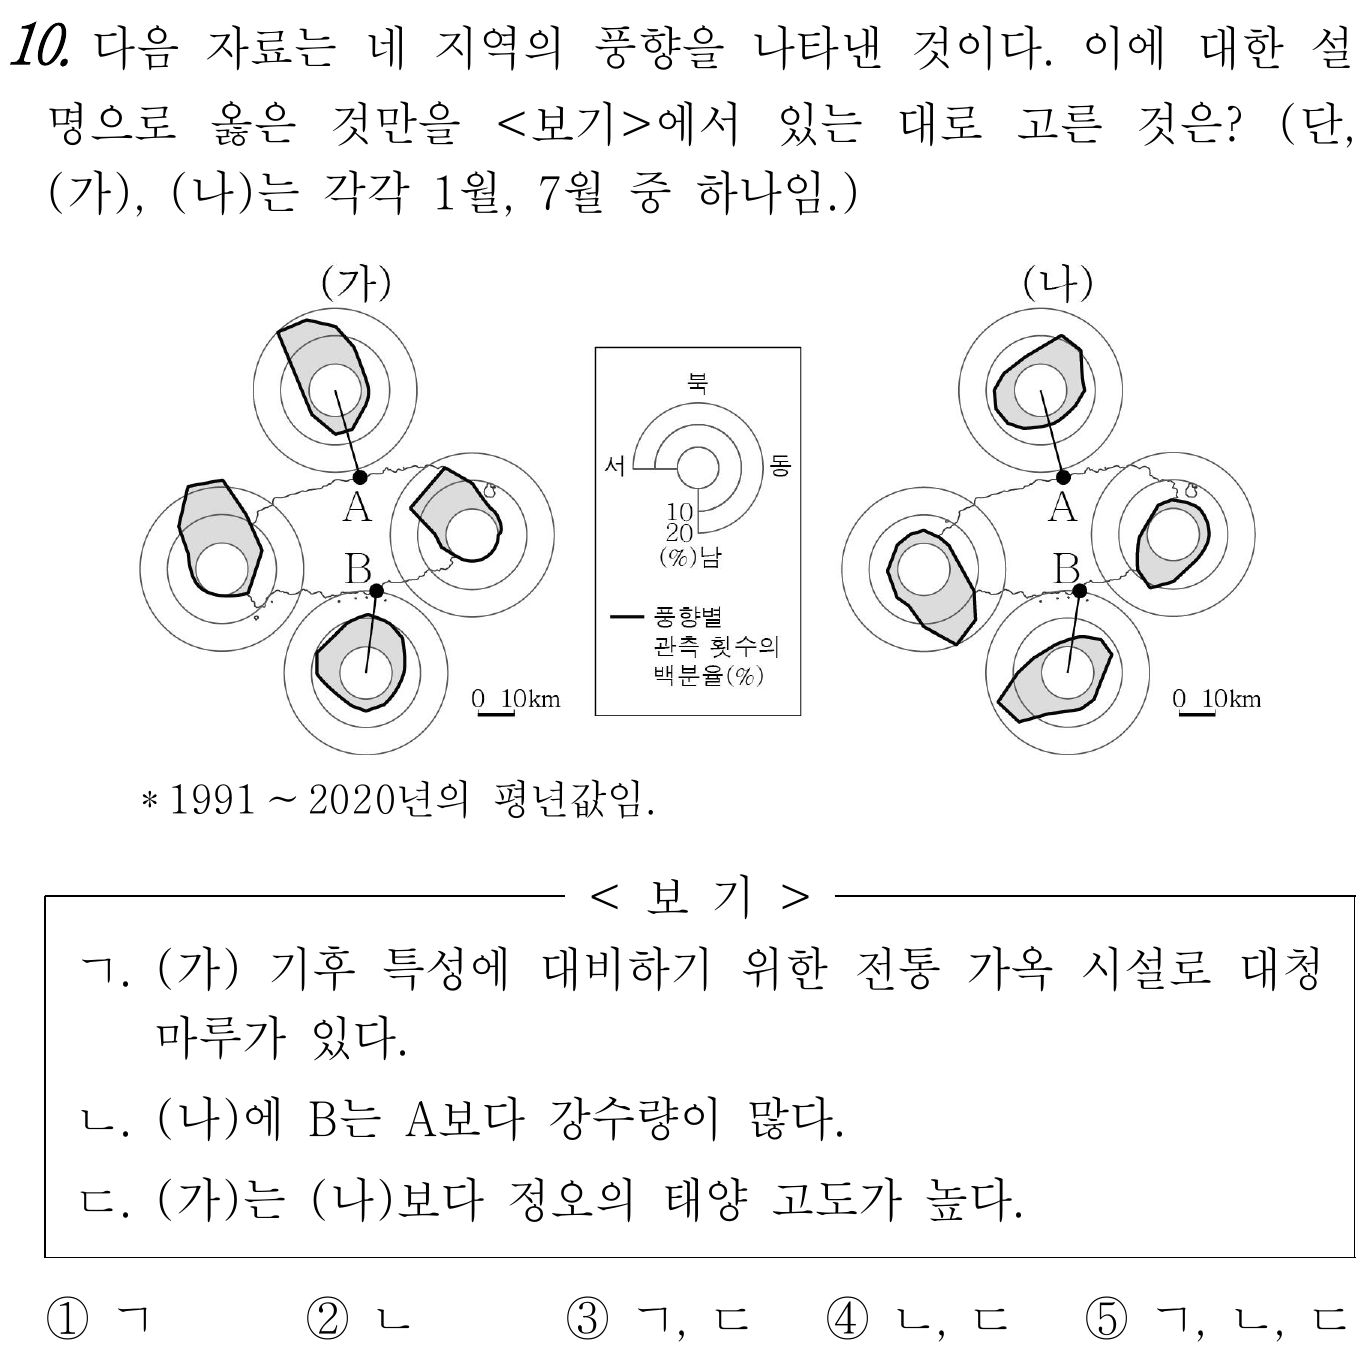 10. 다음 자료는 네 지역의 풍향을 나타낸 것이다. 이에 대한 설
명으로 옳은 것만을 <보기>에서 있는 대로 고른 것은? (단,
(가), (나)는 각각 1월, 7월 중 하나임.)
(가)
(나)
북
서
동
10
20
(%)남
풍향별
관측 횟수의
백분율(%)
A
B
0 10km
A
B
0 10km
* 1991 ~ 2020년의 평년값임.
< 보 기 >
ㄱ. (가) 기후 특성에 대비하기 위한 전통 가옥 시설로 대청
마루가 있다.
ㄴ. (나)에 B는 A보다 강수량이 많다.
ㄷ. (가)는 (나)보다 정오의 태양 고도가 높다.
① ㄱ ② ㄴ ③ ㄱ, ㄷ ④ ㄴ, ㄷ ⑤ ㄱ, ㄴ, ㄷ